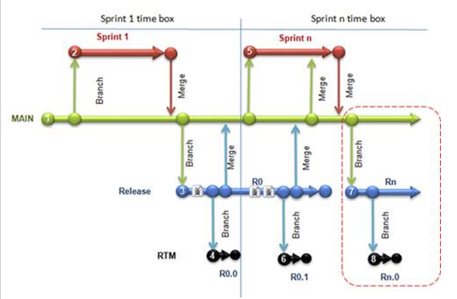 Sprint 1 time box
Sprint n time box
Sprint 1
Sprint n
2
5
Branch
Merge
Merge
Merge
MAIN
1
Branch
Merge
Merge
Branch
Release
3
R0
7
Rn
Branch
Branch
Branch
RTM
4
6
8
R0.0
R0.1
Rn.0